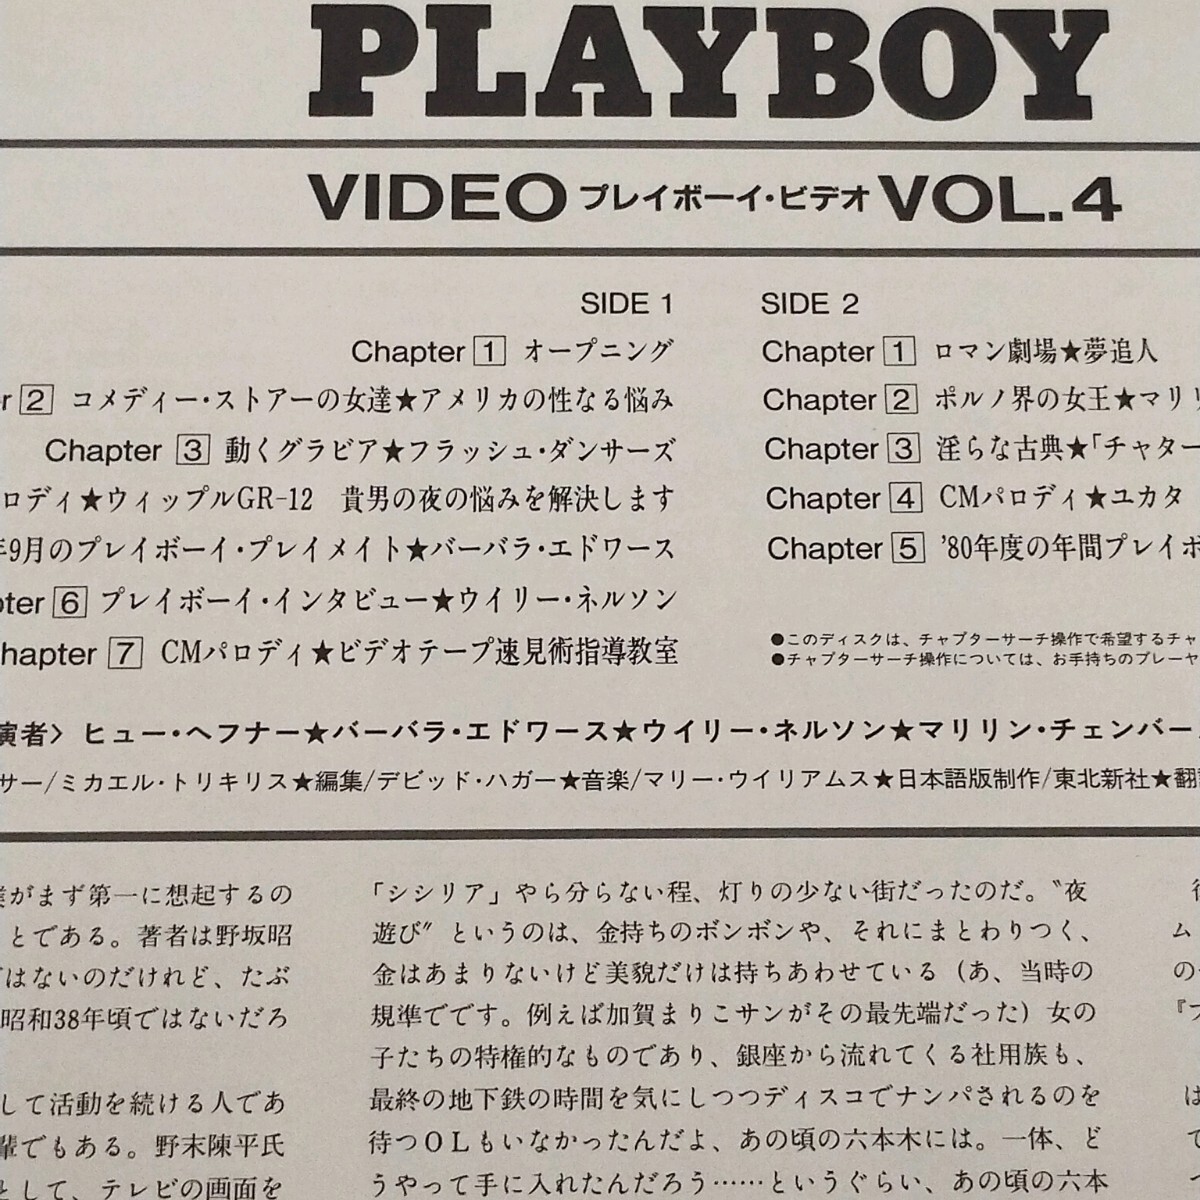 PLAYBOY
VIDEO プレイボーイ・ビデオ VOL.4
SIDE 1
Chapter 1 オープニング
2 コメディー・ストアーの女達★アメリカの性なる悩み
Chapter 3 動くグラビア★フラッシュ・ダンサーズ
ロディ★ウィップルGR-12 貴男の夜の悩みを解決します
年9月のプレイボーイ・プレイメイト★バーバラ・エドワース
pter 6 プレイボーイ・インタビュー★ウイリー・ネルソン
hapter 7 CMパロディ★ビデオテープ速見術指導教室
SIDE 2
Chapter 1 ロマン劇場★夢追人
Chapter 2 ポルノ界の女王★マリリ
Chapter 3 淫らな古典★「チャター
Chapter 4 CMパロディ★ユカタ
Chapter 5 '80年度の年間プレイボ
●このディスクは、チャプターサーチ操作で希望するチャ
●チャプターサーチ操作については、お手持ちのプレーヤ
演者〉ヒュー・ヘフナー★バーバラ・エドワース★ウイリー・ネルソン★マリリン・チェンバー
サー/ミカエル・トリキリス★編集/デビッド・ハガー★音楽/マリー・ウイリアムス★日本語版制作/東北新社★翻
がまず第一に想起するの
とである。著者は野坂昭
はないのだけれど、たぶ
昭和38年頃ではないだろ
して活動を続ける人であ
輩でもある。野末陳平氏
として、テレビの画面を
「シシリア」やら分らない程、灯りの少ない街だったのだ。〝夜
遊び〟というのは、金持ちのボンボンや、それにまとわりつく、
金はあまりないけど美貌だけは持ちあわせている（あ、当時の
規準でです。例えば加賀まりこサンがその最先端だった）女の
子たちの特権的なものであり、銀座から流れてくる社用族も、
最終の地下鉄の時間を気にしつつディスコでナンパされるのを
待つOLもいなかったんだよ、あの頃の六本木には。一体、ど
うやって手に入れたんだろう……というぐらい、あの頃の六本
ム
の
『フ
は
て